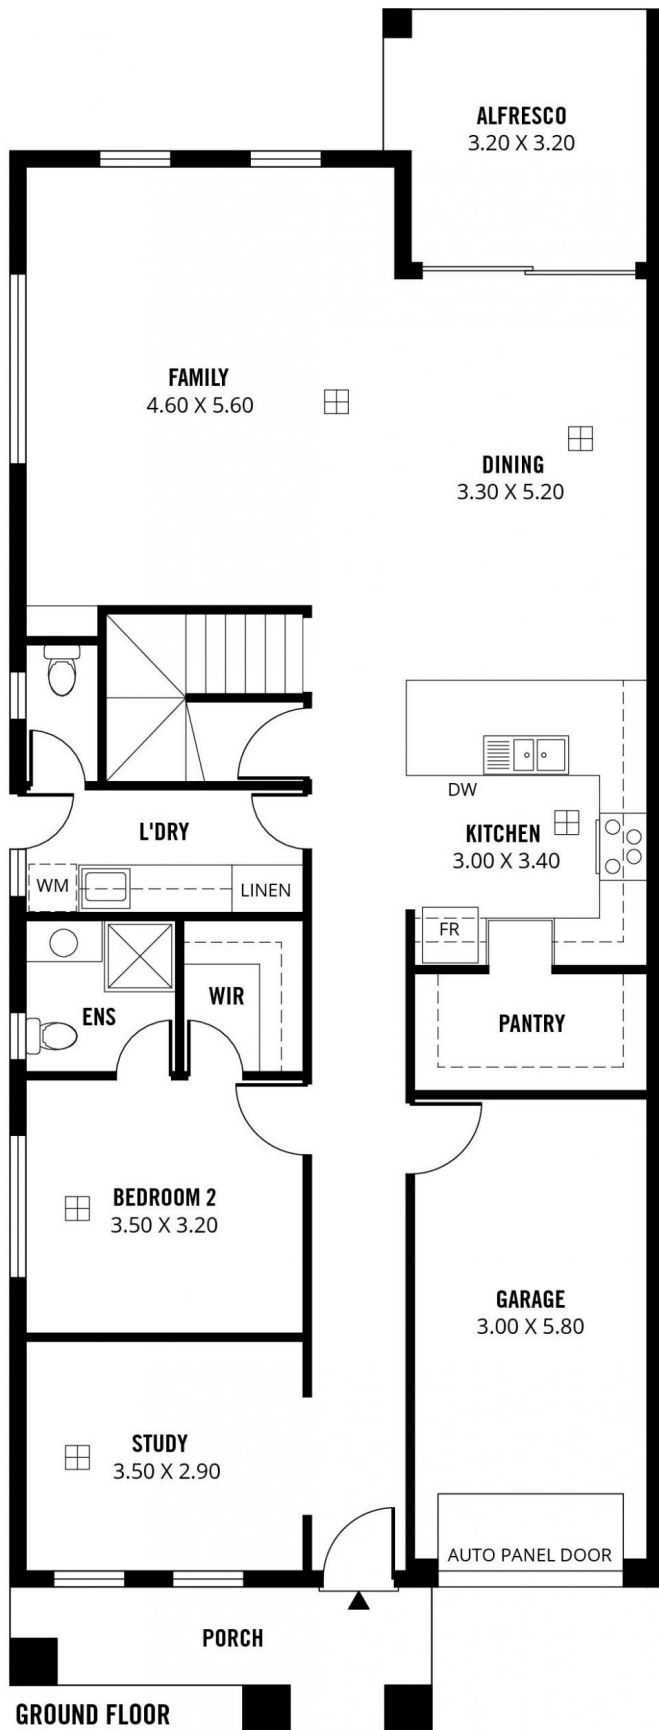 ALFRESCO
3.20 X 3.20
FAMILY
4.60 X 5.60
DINING
3.30 X 5.20
DW
L'DRY
KITCHEN
3.00 X 3.40
WM
LINEN
FR
ENS
WIR
PANTRY
BEDROOM 2
3.50 X 3.20
GARAGE
3.00 X 5.80
STUDY
3.50 X 2.90
AUTO PANEL DOOR
PORCH
GROUND FLOOR